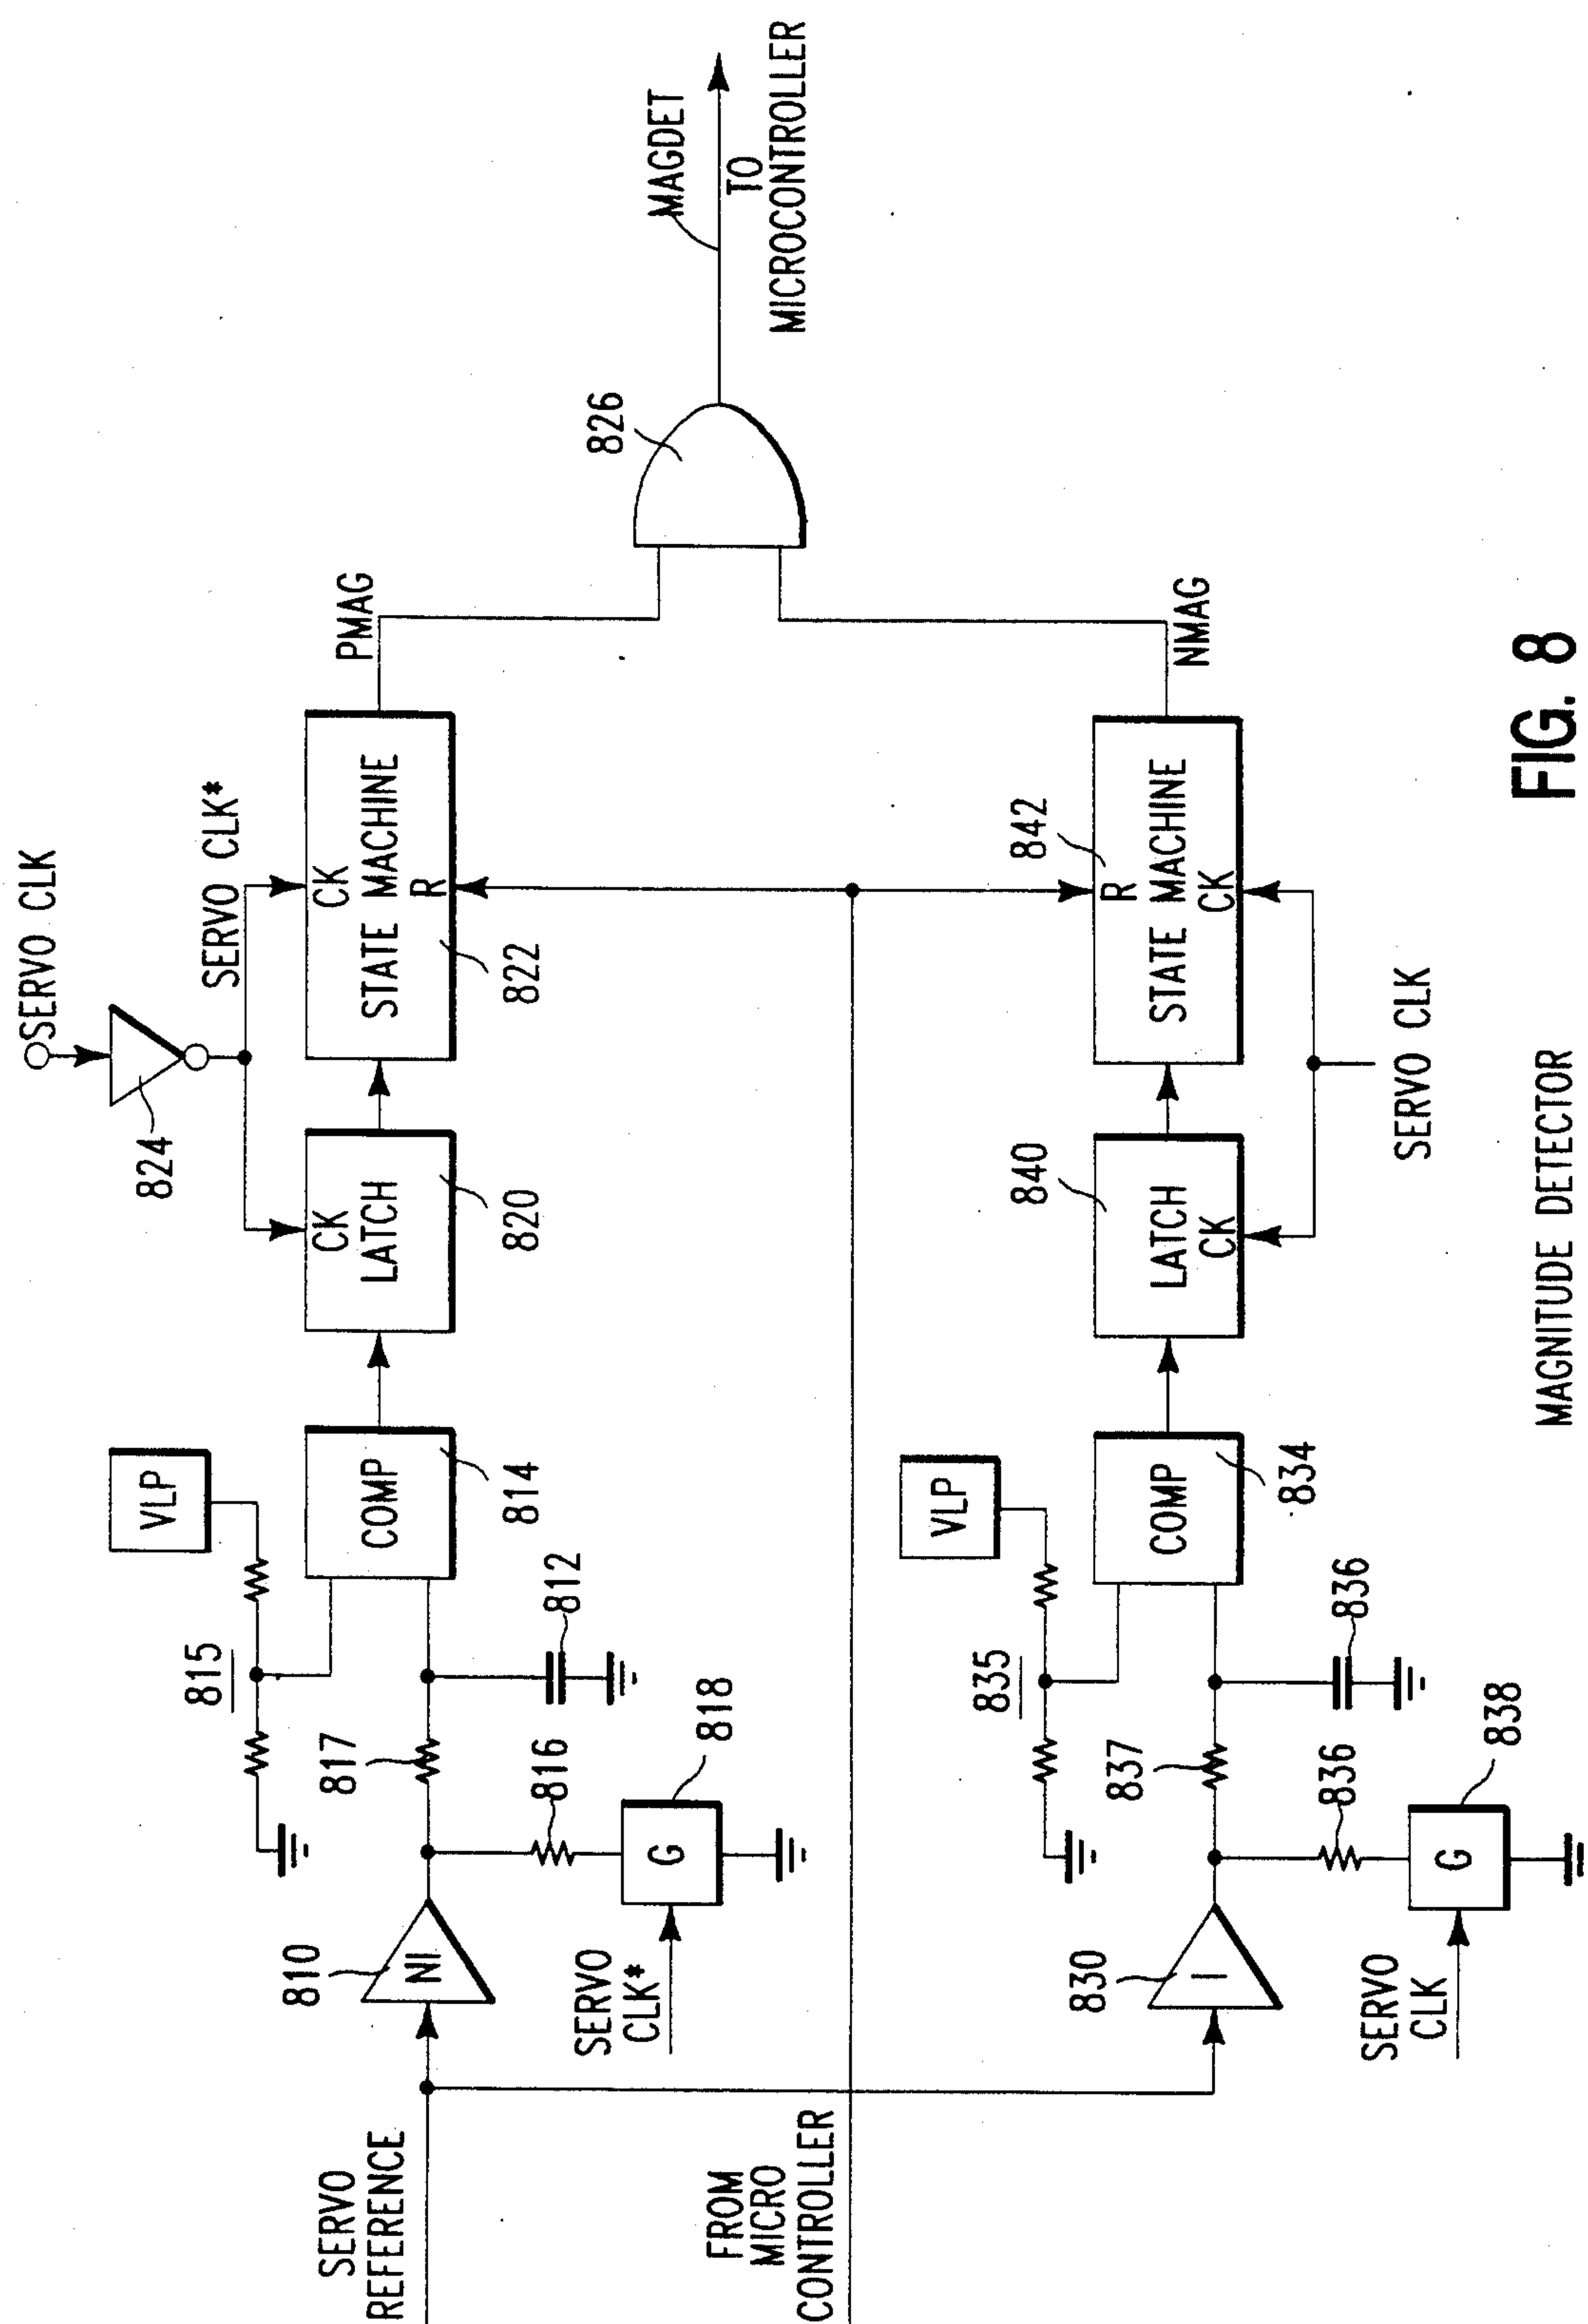 SERVO CLK
824
SERVO CLK*
VLP
815
CK
LATCH
820
CK
STATE MACHINE
R
822
PMAG
COMP
814
810
NI
817
812
816
SERVO
CLK*
G
818
SERVO
REFERENCE
826
MAGDET
TO
MICROCONTROLLER
FROM
MICRO
CONTROLLER
VLP
835
COMP
834
840
LATCH
CK
842
R
STATE MACHINE
CK
NMAG
830
I
837
836
836
SERVO
CLK
G
838
SERVO CLK
MAGNITUDE DETECTOR
FIG. 8